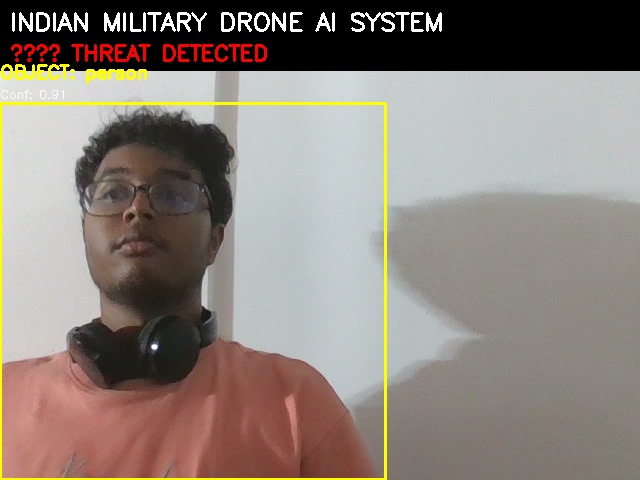 INDIAN MILITARY DRONE AI SYSTEM
???? THREAT DETECTED
OBJECT: person
Conf: 0.91